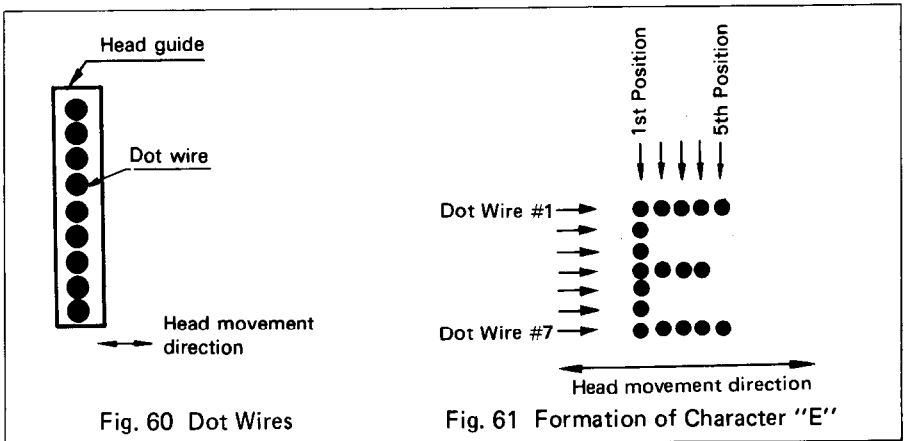 Head guide
Dot wire
Head movement
direction
Fig. 60 Dot Wires
1st Position
5th Position
Dot Wire #1
Dot Wire #7
Head movement direction
Fig. 61 Formation of Character "E"